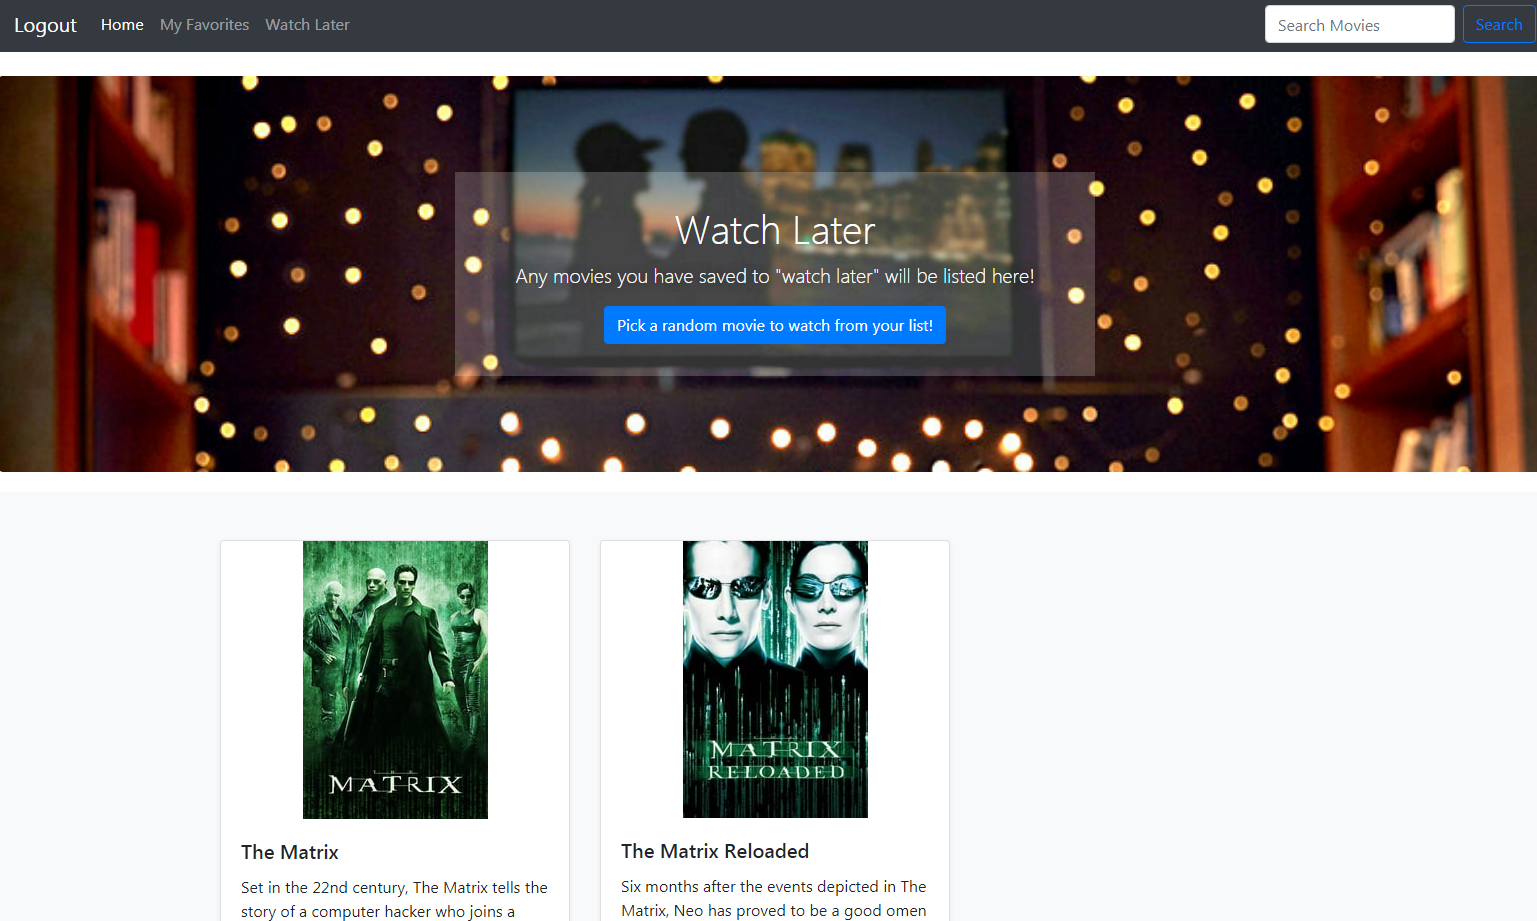 Logout Home My Favorites Watch Later Search Movies Search
Watch Later
Any movies you have saved to "watch later" will be listed here!
Pick a random movie to watch from your list!
THE
MATRIX
THE
MATRIX
RELOADED
The Matrix
Set in the 22nd century, The Matrix tells the
story of a computer hacker who joins a
The Matrix Reloaded
Six months after the events depicted in The
Matrix, Neo has proved to be a good omen